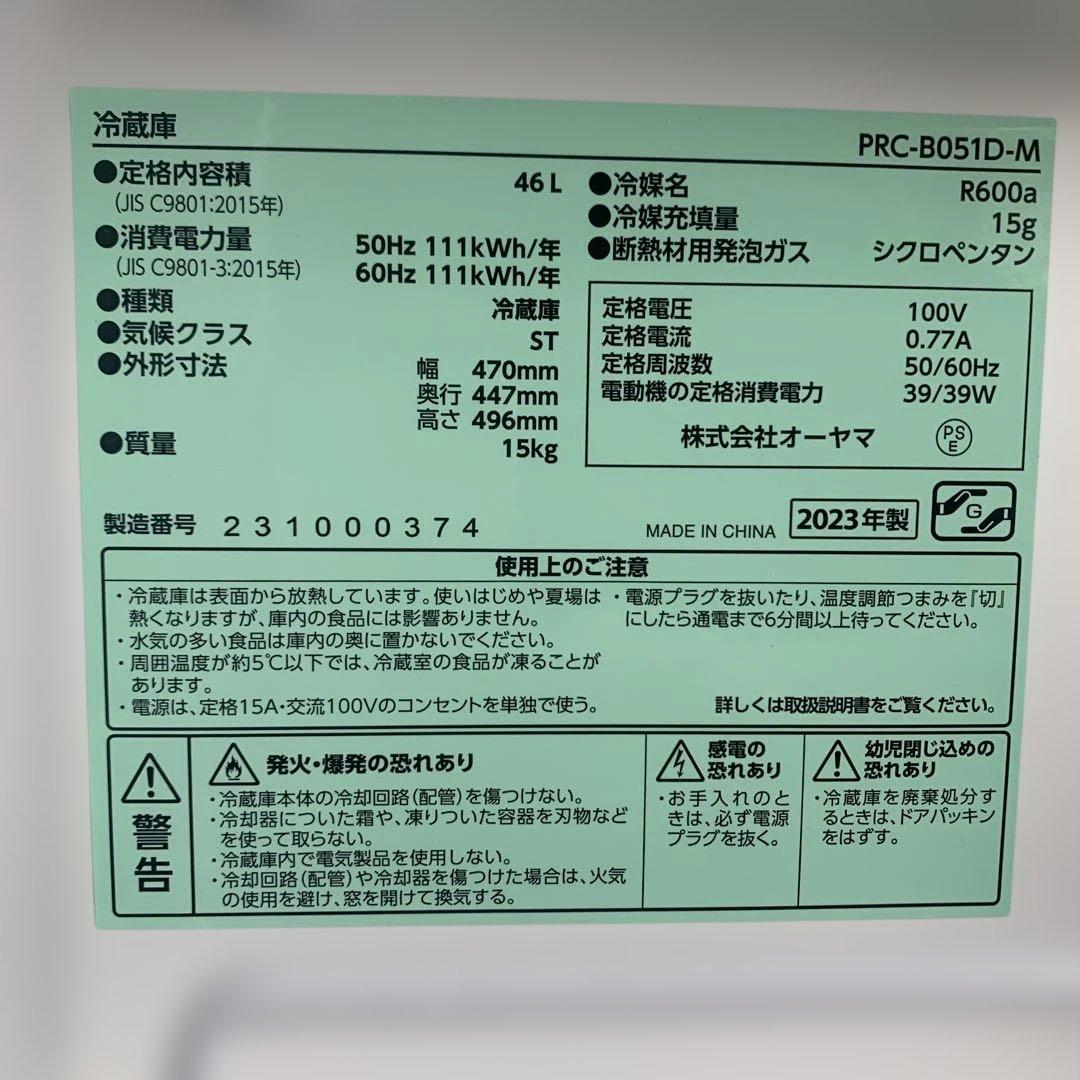 冷蔵庫
PRC-B051D-M
●定格内容積 46L
(JIS C9801:2015年)
●消費電力量 50Hz 111kWh/年
(JIS C9801-3:2015年) 60Hz 111kWh/年
●種類 冷蔵庫
●気候クラス ST
●外形寸法 幅 470mm
奥行 447mm
高さ 496mm
●質量 15kg
●冷媒名 R600a
●冷媒充填量 15g
●断熱材用発泡ガス シクロペンタン
定格電圧 100V
定格電流 0.77A
定格周波数 50/60Hz
電動機の定格消費電力 39/39W
株式会社オーヤマ PSE
製造番号 231000374
MADE IN CHINA
2023年製
G
使用上のご注意
・冷蔵庫は表面から放熱しています。使いはじめや夏場は
熱くなりますが、庫内の食品には影響ありません。
・水気の多い食品は庫内の奥に置かないでください。
・周囲温度が約5℃以下では、冷蔵室の食品が凍ることが
あります。
・電源は、定格15A・交流100Vのコンセントを単独で使う。
・電源プラグを抜いたり、温度調節つまみを『切』
にしたら通電まで6分間以上待ってください。
詳しくは取扱説明書をご覧ください。
警告
発火・爆発の恐れあり
・冷蔵庫本体の冷却回路(配管)を傷つけない。
・冷却器についた霜や、凍りついた容器を刃物など
を使って取らない。
・冷蔵庫内で電気製品を使用しない。
・冷却回路(配管)や冷却器を傷つけた場合は、火気
の使用を避け、窓を開けて換気する。
感電の
恐れあり
・お手入れのと
きは、必ず電源
プラグを抜く。
幼児閉じ込めの
恐れあり
・冷蔵庫を廃棄処分す
るときは、ドアパッキン
をはずす。